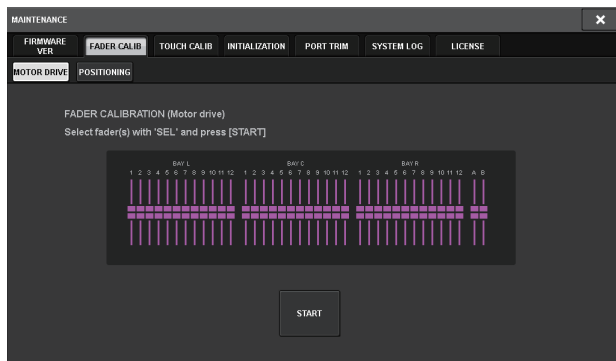 MAINTENANCE
FIRMWARE VER FADER CALIB TOUCH CALIB INITIALIZATION PORT TRIM SYSTEM LOG LICENSE
MOTOR DRIVE POSITIONING
FADER CALIBRATION (Motor drive)
Select fader(s) with 'SEL' and press [START]
BAY L BAY C BAY R
1 2 3 4 5 6 7 8 9 10 11 12 1 2 3 4 5 6 7 8 9 10 11 12 1 2 3 4 5 6 7 8 9 10 11 12 A B
START